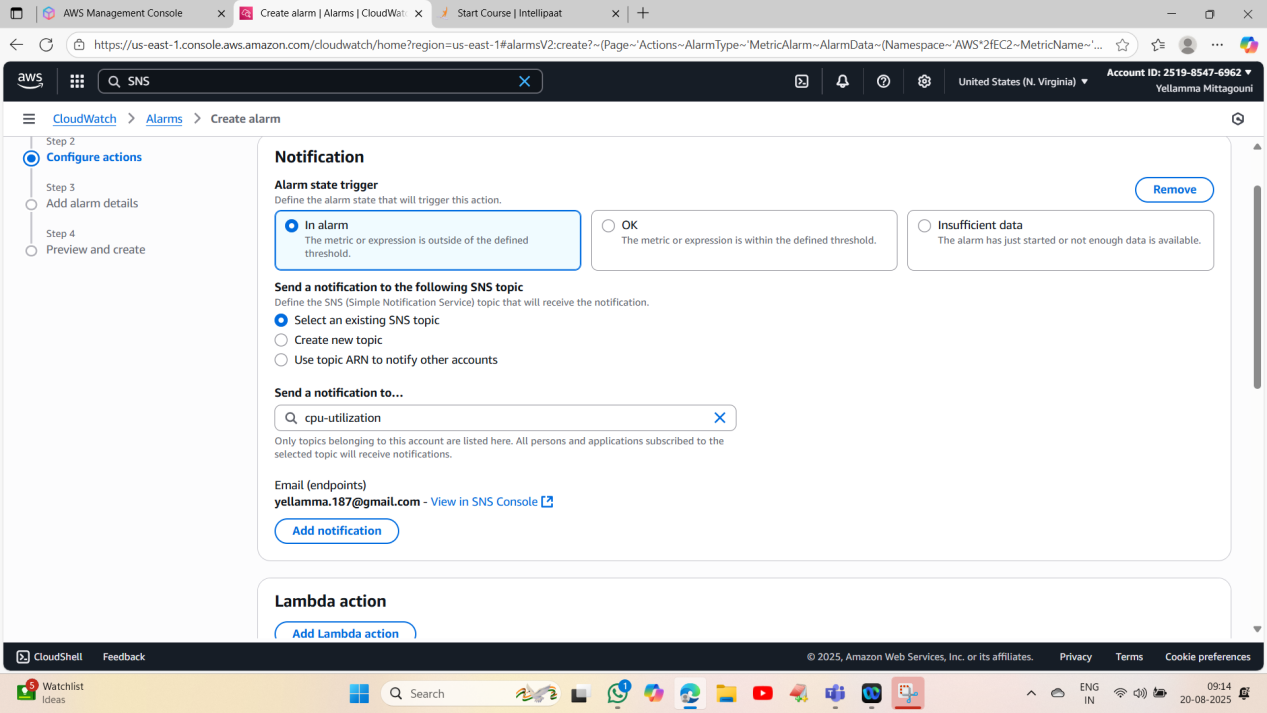 AWS Management Console
Create alarm | Alarms | CloudWat
Start Course | Intellipaat
https://us-east-1.console.aws.amazon.com/cloudwatch/home?region=us-east-1#alarmsV2:create?~(Page~'Actions~AlarmType~'MetricAlarm~AlarmData~(Namespace~'AWS*2fEC2~MetricName~'...
aws
SNS
United States (N. Virginia)
Account ID: 2519-8547-6962
Yellamma Mittagouni
CloudWatch > Alarms > Create alarm
Step 2
Configure actions
Step 3
Add alarm details
Step 4
Preview and create
Notification
Alarm state trigger
Define the alarm state that will trigger this action.
Remove
In alarm
The metric or expression is outside of the defined
threshold.
OK
The metric or expression is within the defined threshold.
Insufficient data
The alarm has just started or not enough data is available.
Send a notification to the following SNS topic
Define the SNS (Simple Notification Service) topic that will receive the notification.
Select an existing SNS topic
Create new topic
Use topic ARN to notify other accounts
Send a notification to…
cpu-utilization
Only topics belonging to this account are listed here. All persons and applications subscribed to the
selected topic will receive notifications.
Email (endpoints)
yellamma.187@gmail.com - View in SNS Console
Add notification
Lambda action
Add Lambda action
CloudShell
Feedback
© 2025, Amazon Web Services, Inc. or its affiliates.
Privacy
Terms
Cookie preferences
5
Watchlist
Ideas
Search
1
ENG
IN
09:14
20-08-2025